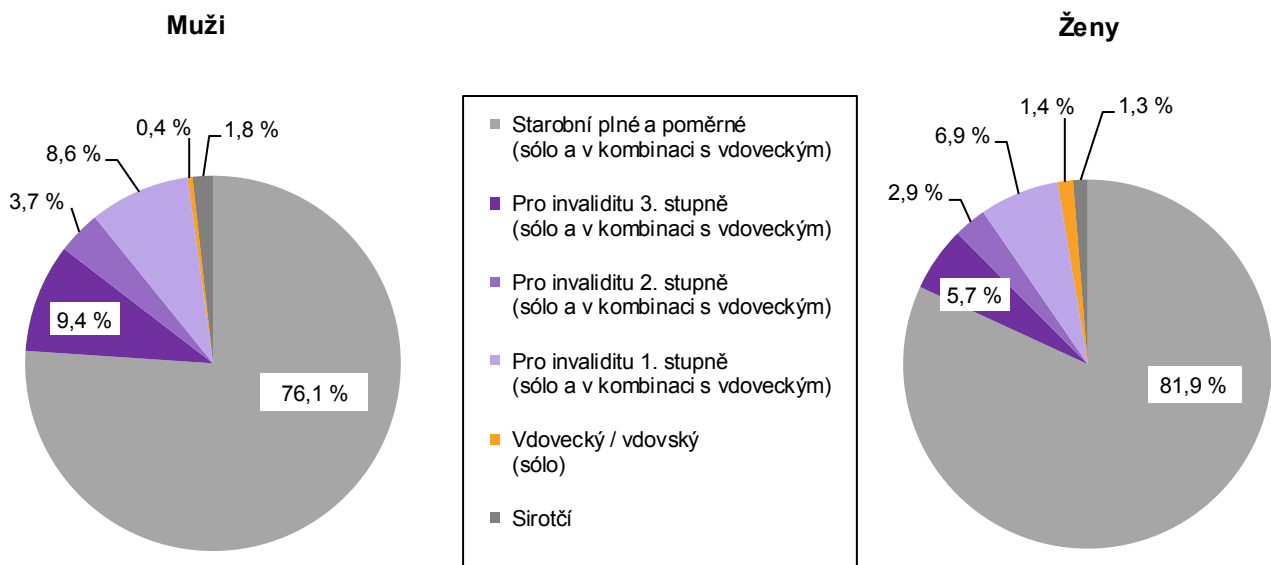 Muži
0,4 %
1,8 %
8,6 %
3,7 %
9,4 %
76,1 %
Starobní plné a poměrné
(sólo a v kombinaci s vdoveckým)
Pro invaliditu 3. stupně
(sólo a v kombinaci s vdoveckým)
Pro invaliditu 2. stupně
(sólo a v kombinaci s vdoveckým)
Pro invaliditu 1. stupně
(sólo a v kombinaci s vdoveckým)
Vdovecký / vdovský
(sólo)
Sirotčí
Ženy
1,4 %
1,3 %
6,9 %
2,9 %
5,7 %
81,9 %